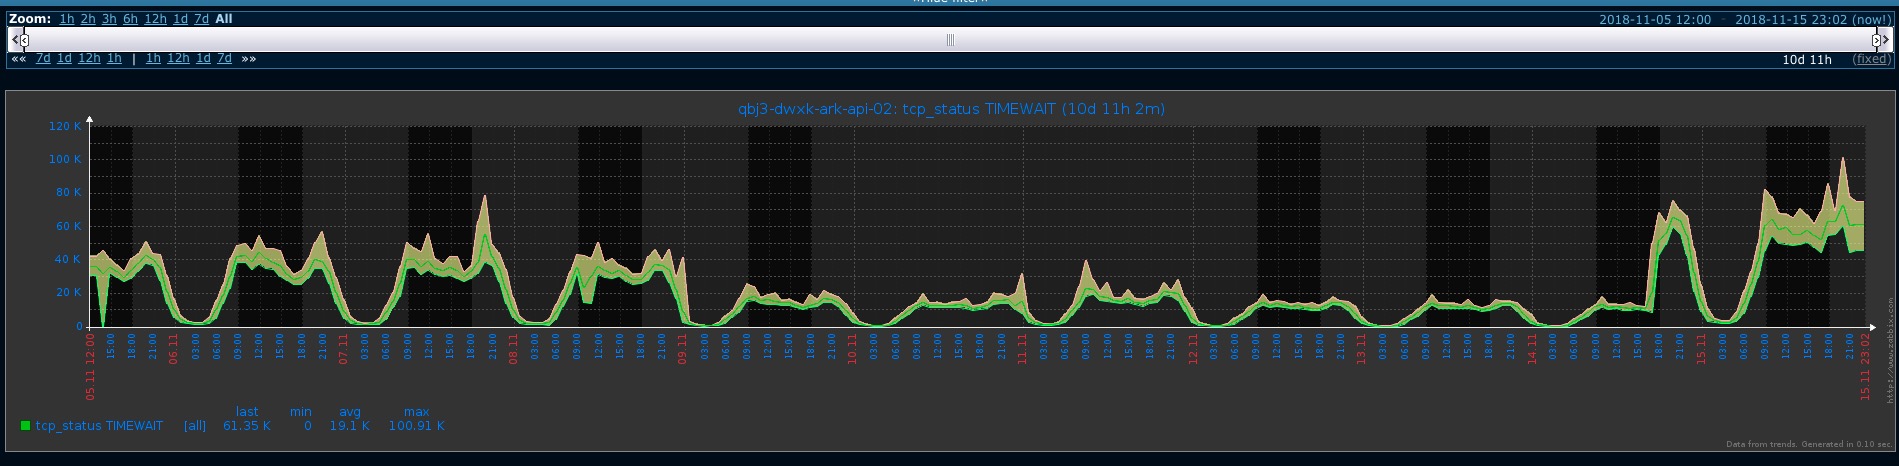 Zoom: 1h 2h 3h 6h 12h 1d 7d All
2018-11-05 12:00 - 2018-11-15 23:02 (now!)
«« 7d 1d 12h 1h | 1h 12h 1d 7d »»
10d 11h (fixed)
qbj3-dwxk-ark-api-02: tcp_status TIMEWAIT (10d 11h 2m)
120 K
100 K
80 K
60 K
40 K
20 K
0
05.11 12:00 15:00 18:00 21:00 06.11 03:00 06:00 09:00 12:00 15:00 18:00 21:00 07.11 03:00 06:00 09:00 12:00 15:00 18:00 21:00 08.11 03:00 06:00 09:00 12:00 15:00 18:00 21:00 09.11 03:00 06:00 09:00 12:00 15:00 18:00 21:00 10.11 03:00 06:00 09:00 12:00 15:00 18:00 21:00 11.11 03:00 06:00 09:00 12:00 15:00 18:00 21:00 12.11 03:00 06:00 09:00 12:00 15:00 18:00 21:00 13.11 03:00 06:00 09:00 12:00 15:00 18:00 21:00 14.11 03:00 06:00 09:00 12:00 15:00 18:00 21:00 15.11 03:00 06:00 09:00 12:00 15:00 18:00 21:00 15.11 23:02
http://www.zabbix.com
last min avg max
tcp_status TIMEWAIT [all] 61.35 K 0 19.1 K 100.91 K
Data from trends. Generated in 0.10 sec.